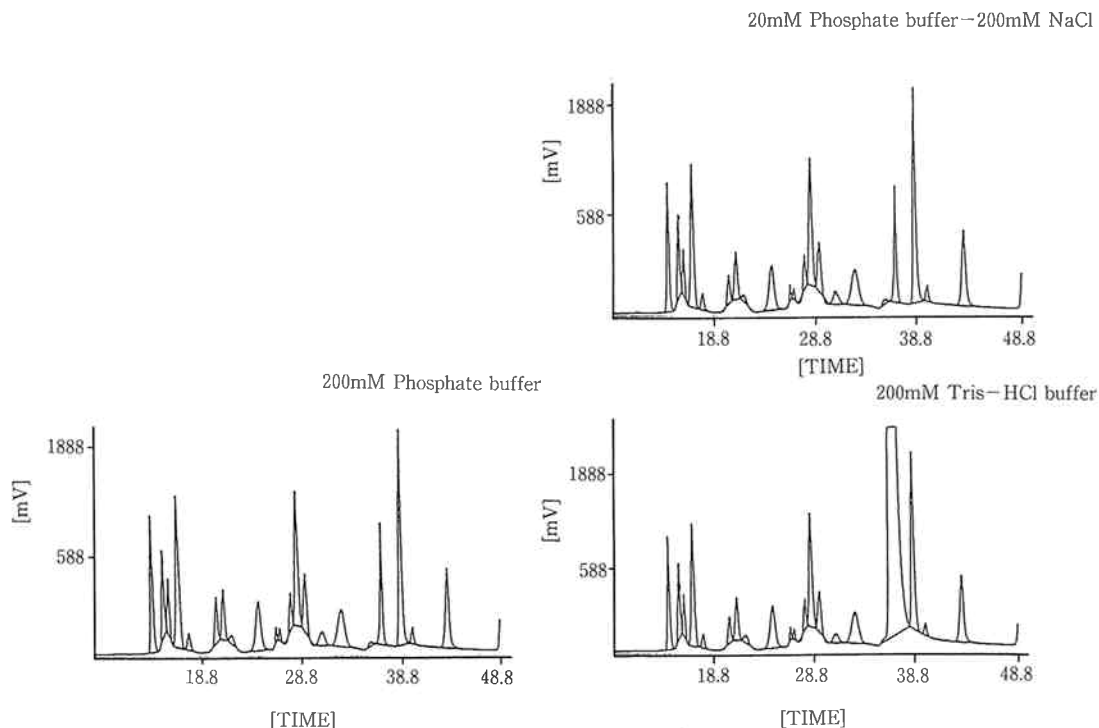 20mM Phosphate buffer-200mM NaCl
1888
[mV]
588
18.8 28.8 38.8 48.8
[TIME]
200mM Phosphate buffer
1888
[mV]
588
18.8 28.8 38.8 48.8
[TIME]
200mM Tris-HCl buffer
1888
[mV]
588
18.8 28.8 38.8 48.8
[TIME]